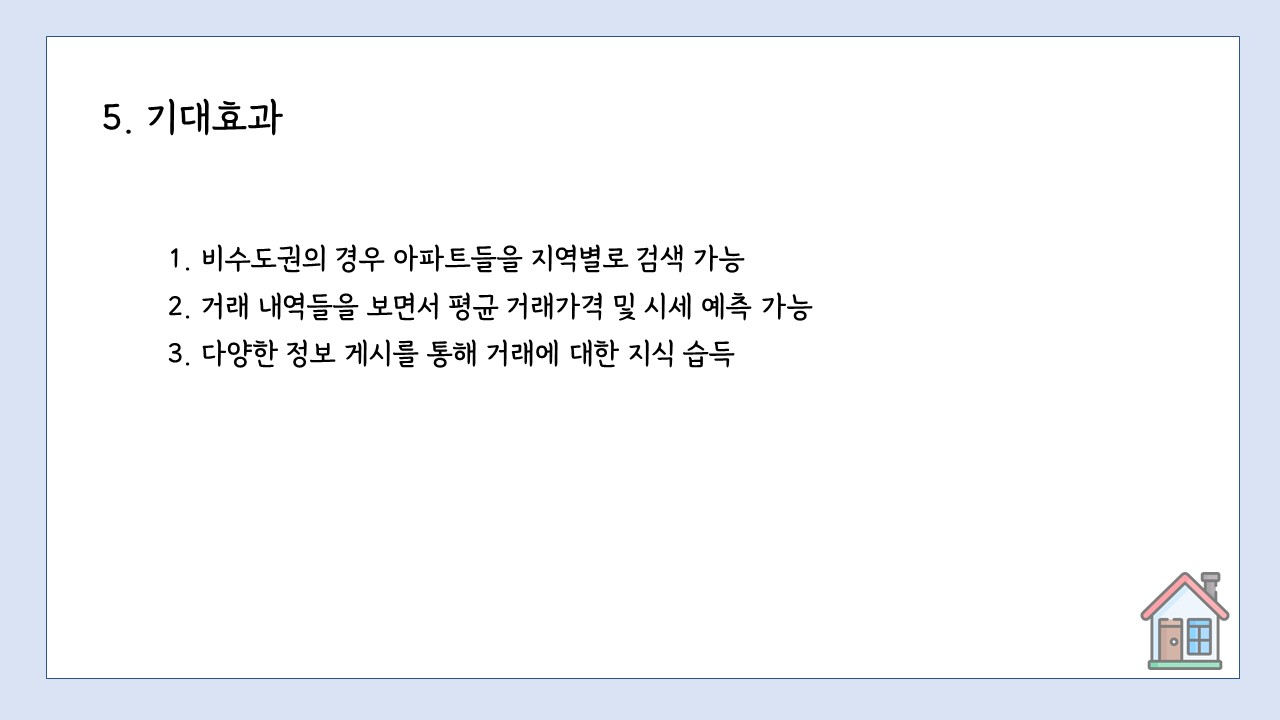 5. 기대효과
1. 비수도권의 경우 아파트들을 지역별로 검색 가능
2. 거래 내역들을 보면서 평균 거래가격 및 시세 예측 가능
3. 다양한 정보 게시를 통해 거래에 대한 지식 습득